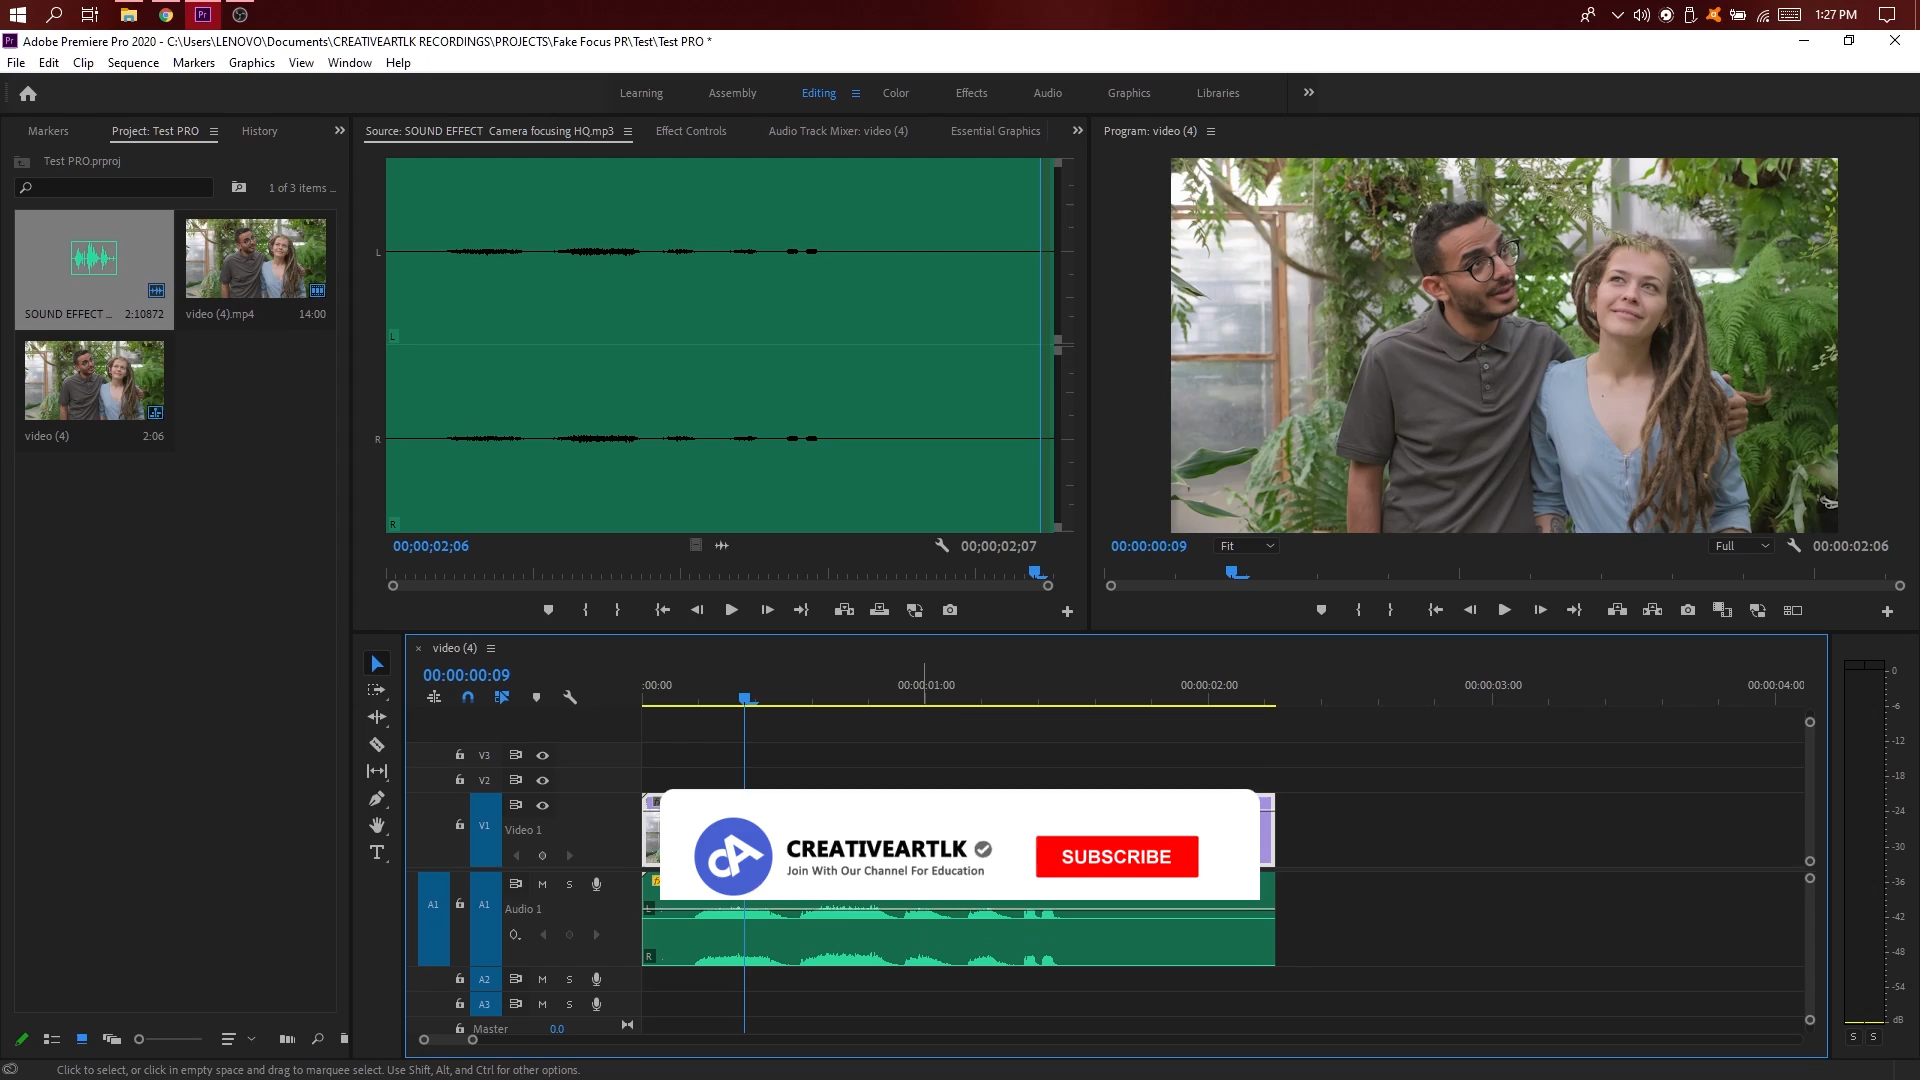 1:27 PM
Adobe Premiere Pro 2020 - C:\Users\LENOVO\Documents\CREATIVEARTLK RECORDINGS\PROJECTS\Fake Focus PR\Test\Test PRO *
File Edit Clip Sequence Markers Graphics View Window Help
Learning Assembly Editing Color Effects Audio Graphics Libraries
Markers Project: Test PRO History
Test PRO.prproj
1 of 3 items ...
SOUND EFFECT ... 2:10872
video (4).mp4 14:00
video (4) 2:06
Source: SOUND EFFECT Camera focusing HQ.mp3 Effect Controls Audio Track Mixer: video (4) Essential Graphics
L
L
R
R
00;00;02;06 00;00;02;07
Program: video (4)
00:00:00:09 Fit Full 00:00:02:06
video (4)
00:00:00:09
:00:00 00:00:01:00 00:00:02:00 00:00:03:00 00:00:04:00
V3
V2
V1 Video 1
A1 A1 M S
Audio 1
L
R
A2 M S
A3 M S
Master 0.0
CREATIVEARTLK
Join With Our Channel For Education
SUBSCRIBE
0
-6
-12
-18
-24
-30
-36
-42
-48
-54
dB
S S
Click to select, or click in empty space and drag to marquee select. Use Shift, Alt, and Ctrl for other options.